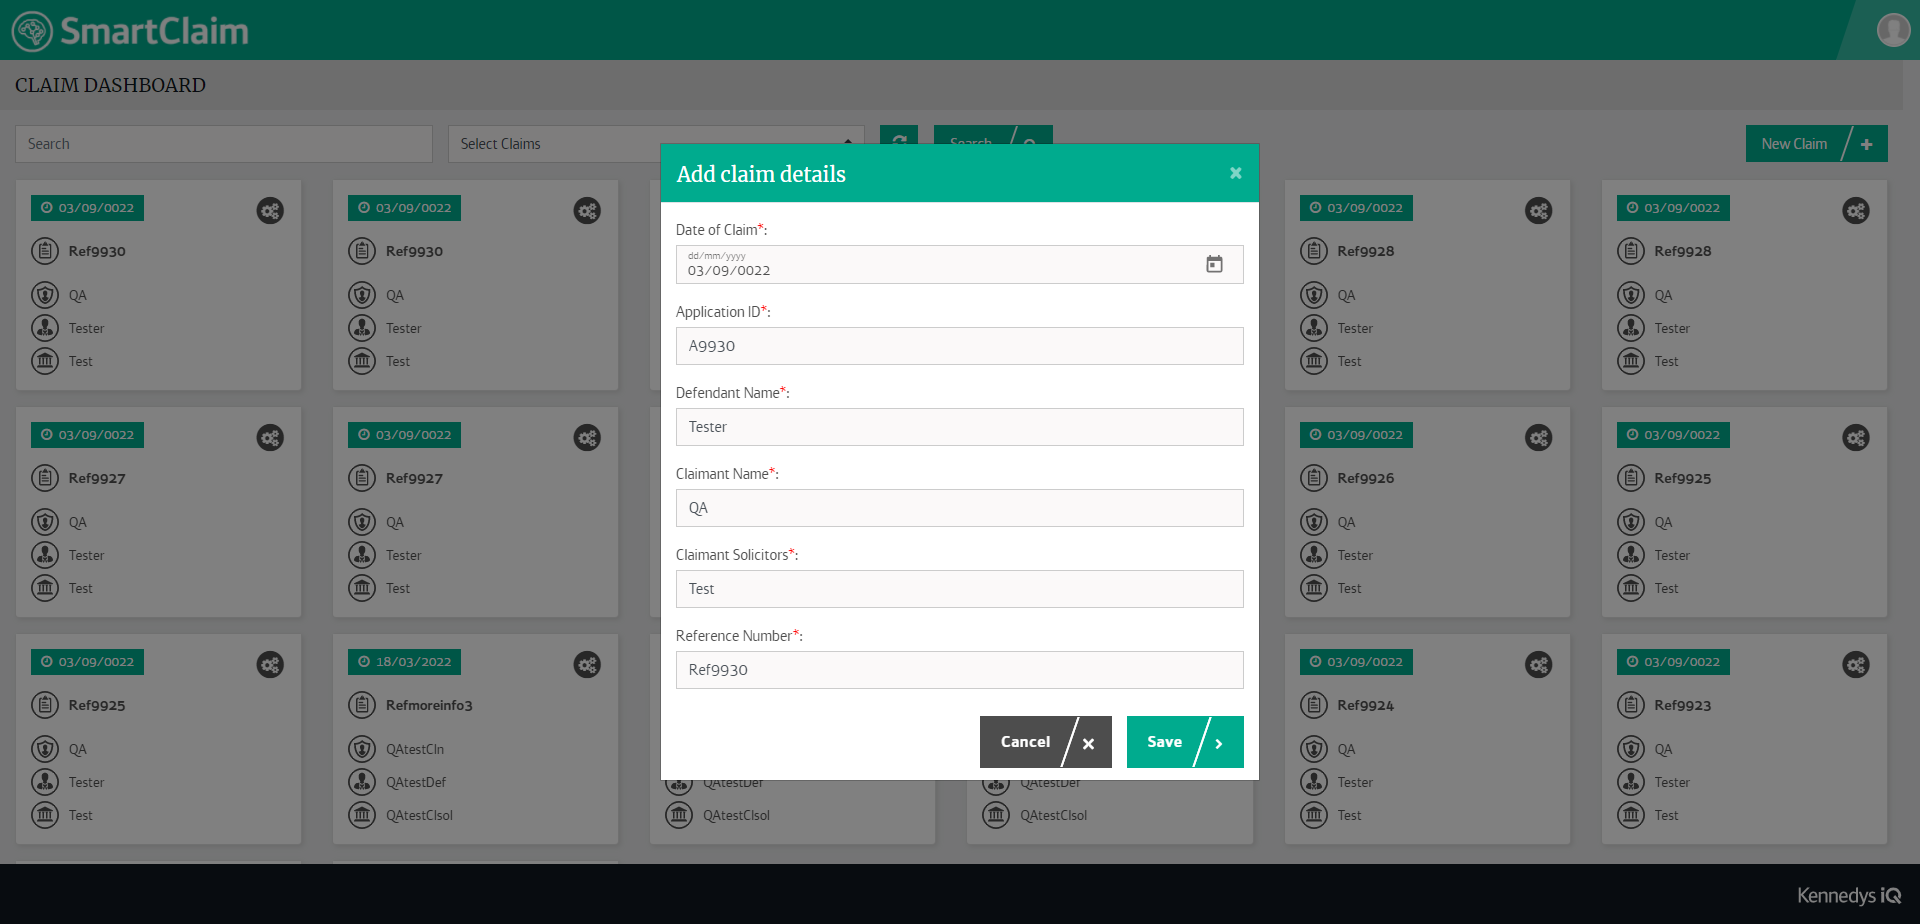 SmartClaim
CLAIM DASHBOARD
Search
Select Claims
Search
New Claim
03/09/0022
Ref9930
QA
Tester
Test
03/09/0022
Ref9930
QA
Tester
Test
03/09/0022
Ref9928
QA
Tester
Test
03/09/0022
Ref9928
QA
Tester
Test
03/09/0022
Ref9927
QA
Tester
Test
03/09/0022
Ref9927
QA
Tester
Test
03/09/0022
Ref9926
QA
Tester
Test
03/09/0022
Ref9925
QA
Tester
Test
03/09/0022
Ref9925
QA
Tester
Test
18/03/2022
Refmoreinfo3
QAtestCln
QAtestDef
QAtestClsol
QAtestDef
QAtestClsol
QAtestDef
QAtestClsol
03/09/0022
Ref9924
QA
Tester
Test
03/09/0022
Ref9923
QA
Tester
Test
Add claim details
Date of Claim*:
dd/mm/yyyy
03/09/0022
Application ID*:
A9930
Defendant Name*:
Tester
Claimant Name*:
QA
Claimant Solicitors*:
Test
Reference Number*:
Ref9930
Cancel
Save
Kennedys iQ